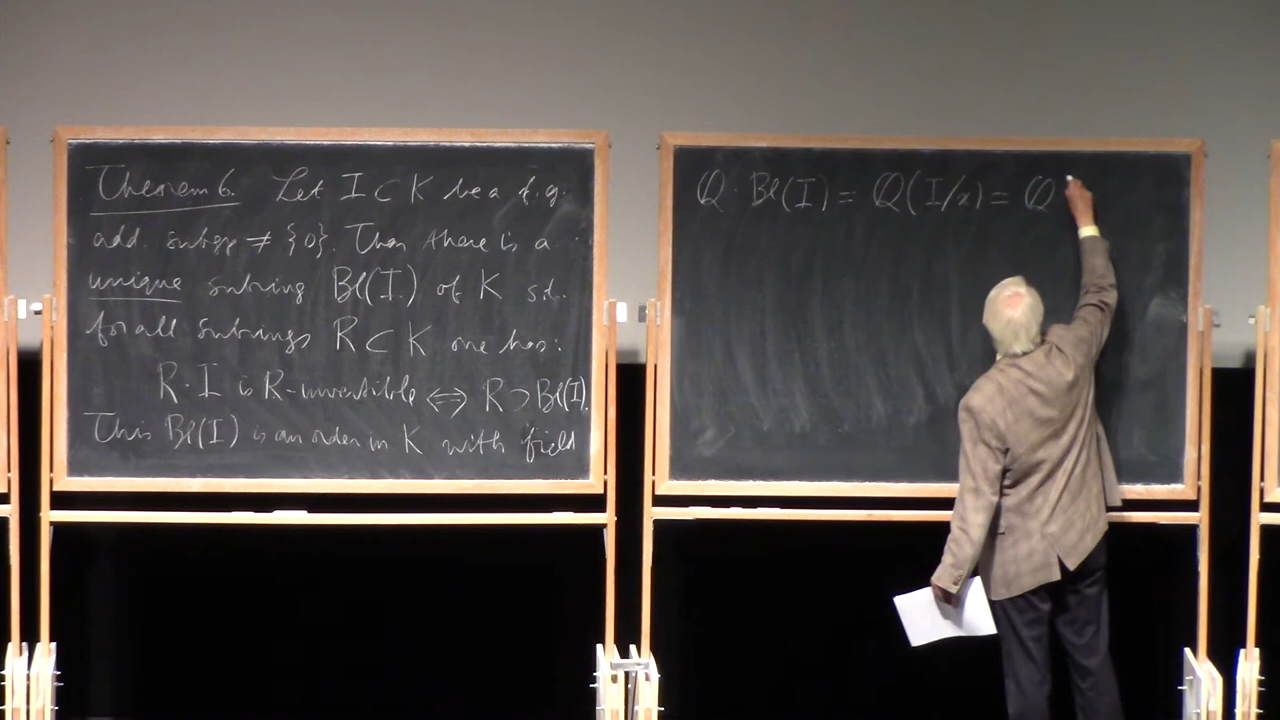 Theorem 6. Let I ⊂ K be a f.g.
add. subgp ≠ {0}. Then there is a
unique subring Bl(I) of K s.t.
for all subrings R ⊂ K one has:
R·I is R-invertible ⟺ R ⊃ Bl(I).
This Bl(I) is an order in K with field
ℚ · Bl(I) = ℚ(I/x) = ℚ